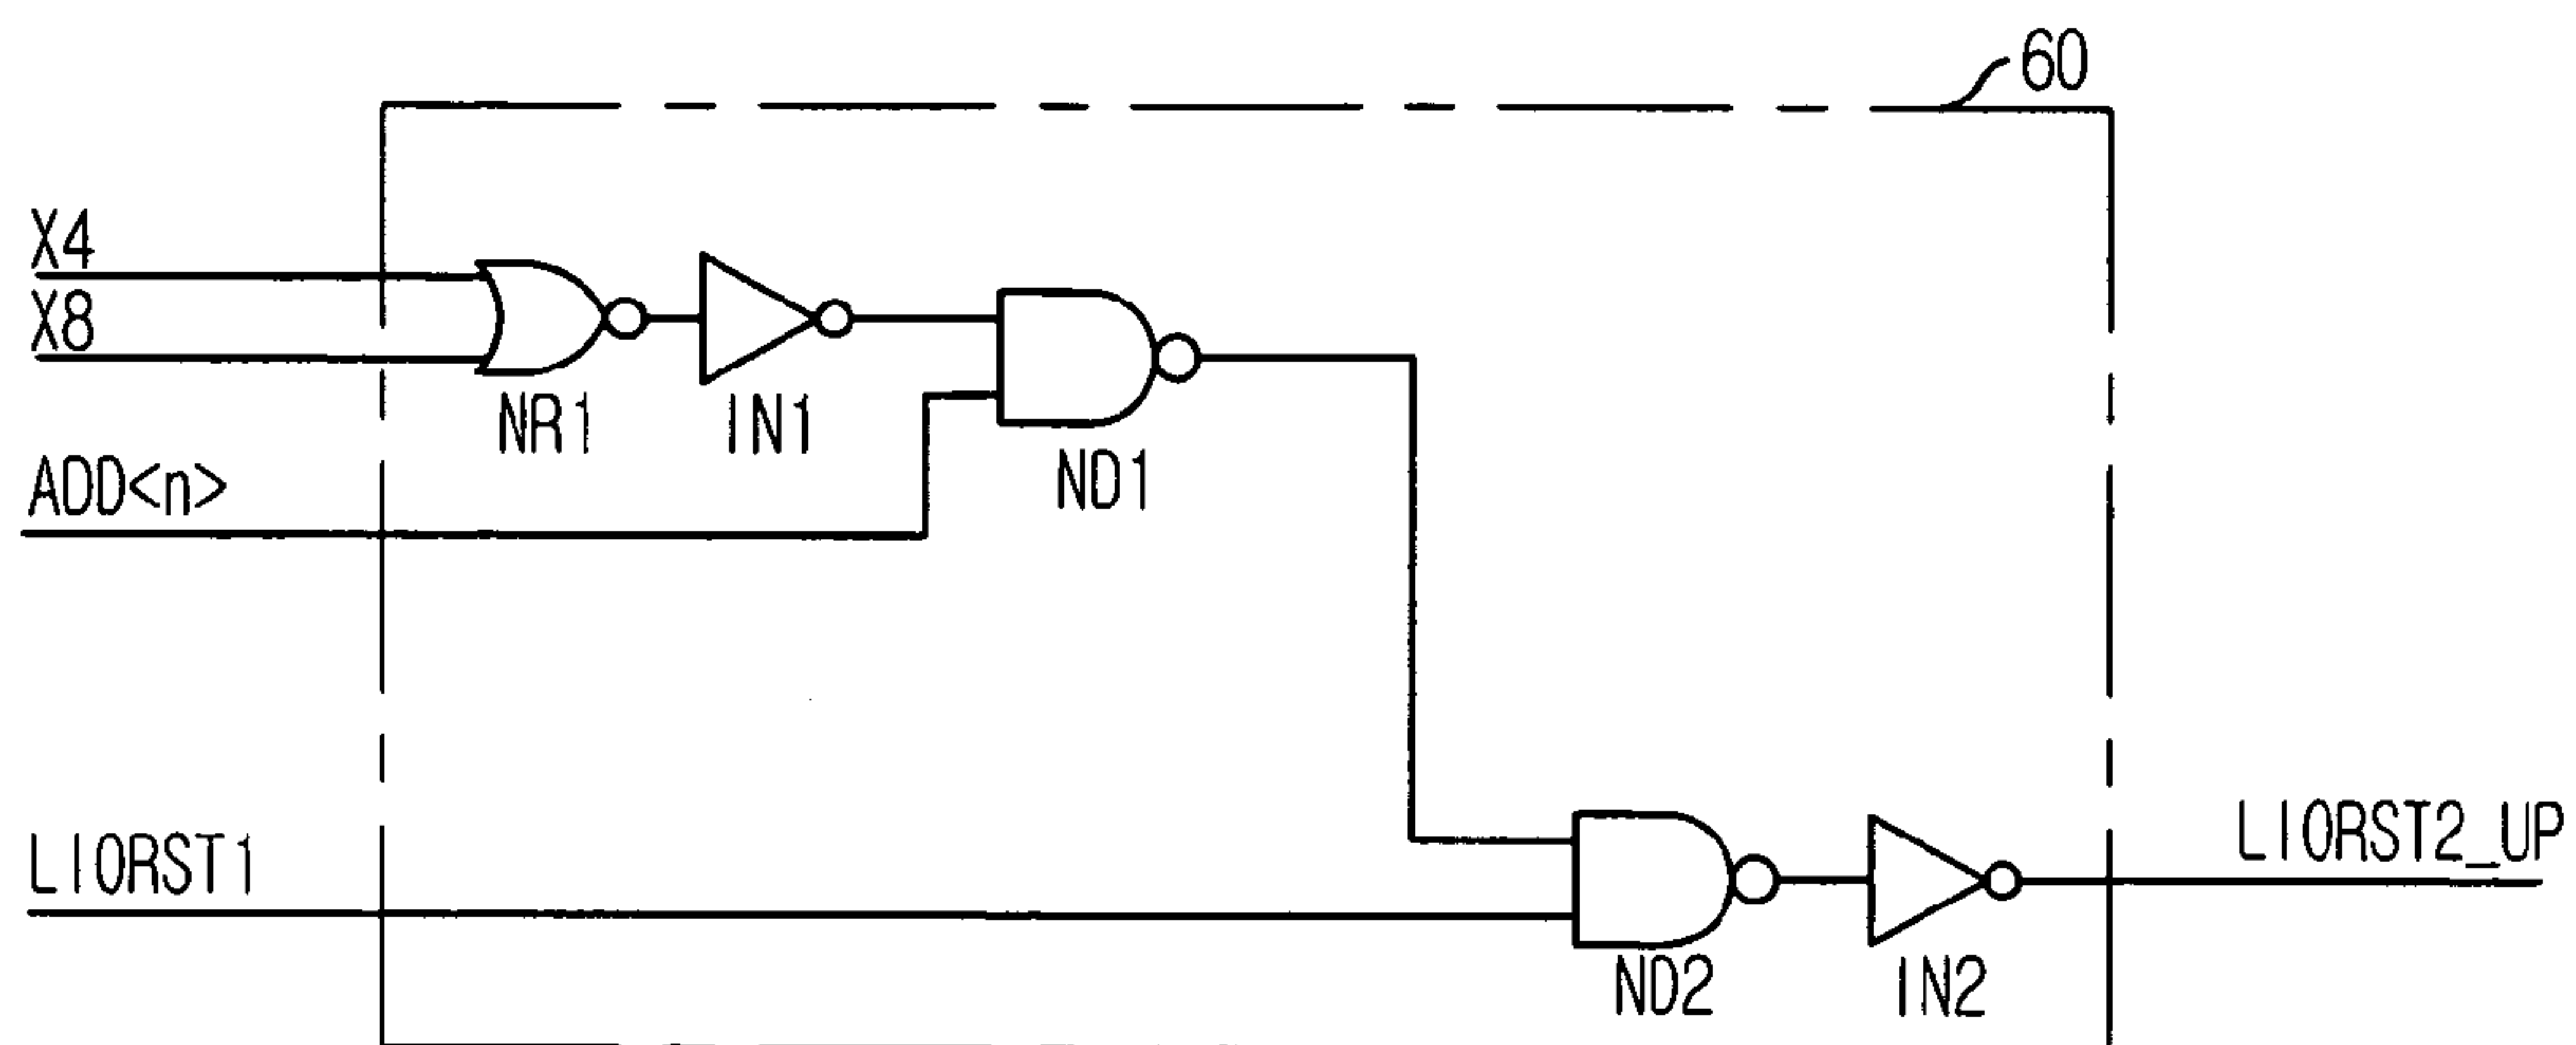 60
X4
X8
NR1
IN1
ND1
ADD<n>
LIORST1
LIORST2_UP
ND2
IN2